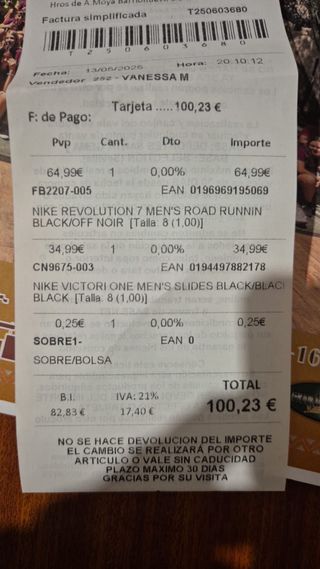 Hros de A.Moya Barrionuevo
Factura simplificada T250603680
T250603680
Fecha: 13/05/2025 Hora: 20:10:12
Vendedor 252 - VANESSA M
Tarjeta ..... 100,23 €
F: de Pago:
Pvp Cant. Dto Importe
64,99€ 1 0,00% 64,99€
FB2207-005 EAN 0196969195069
NIKE REVOLUTION 7 MEN'S ROAD RUNNIN
BLACK/OFF NOIR [Talla 8 (1,00)]
34,99€ 1 0,00% 34,99€
CN9675-003 EAN 0194497882178
NIKE VICTORI ONE MEN'S SLIDES BLACK/BLACI
BLACK [Talla: 8 (1,00)]
0,25€ 1 0,00% 0,25€
SOBRE1- EAN 0
SOBRE/BOLSA
B.I. IVA: 21% TOTAL
82,83 € 17,40 € 100,23 €
NO SE HACE DEVOLUCION DEL IMPORTE
EL CAMBIO SE REALIZARÁ POR OTRO
ARTICULO O VALE SIN CADUCIDAD
PLAZO MAXIMO 30 DIAS
GRACIAS POR SU VISITA
-16